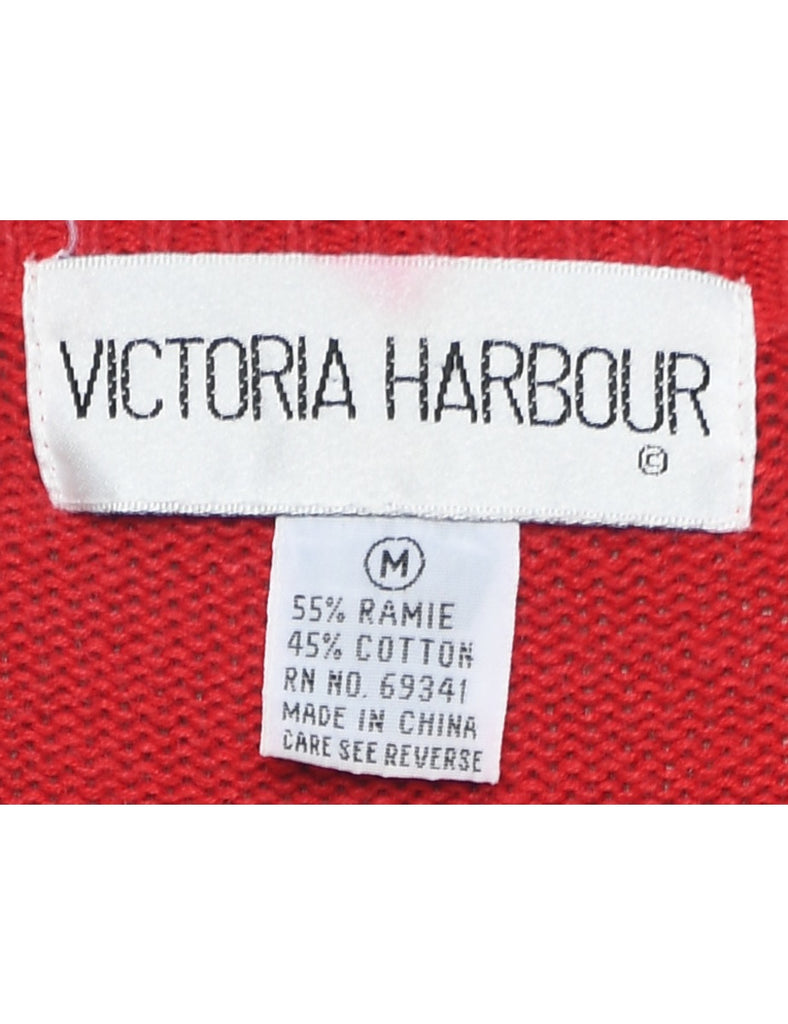 VICTORIA HARBOUR
©
M
55% RAMIE
45% COTTON
RN NO. 69341
MADE IN CHINA
CARE SEE REVERSE